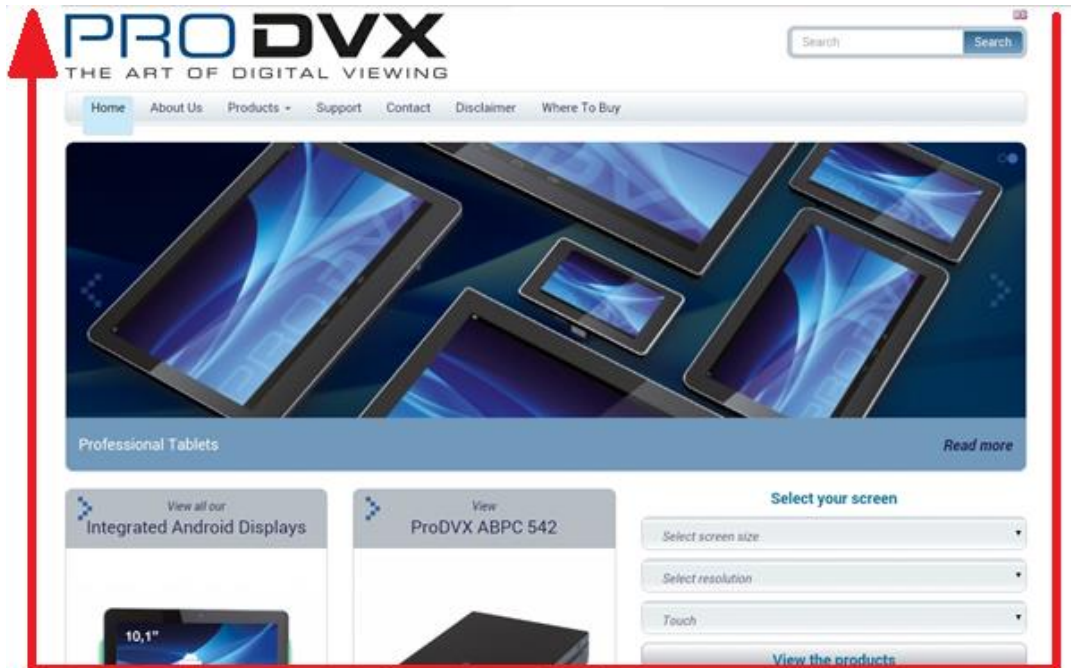 PRODVX
THE ART OF DIGITAL VIEWING
Search
Search
Home About Us Products Support Contact Disclaimer Where To Buy
Professional Tablets
Read more
View all our
Integrated Android Displays
View
ProDVX ABPC 542
Select your screen
Select screen size
Select resolution
Touch
View the products
10,1"